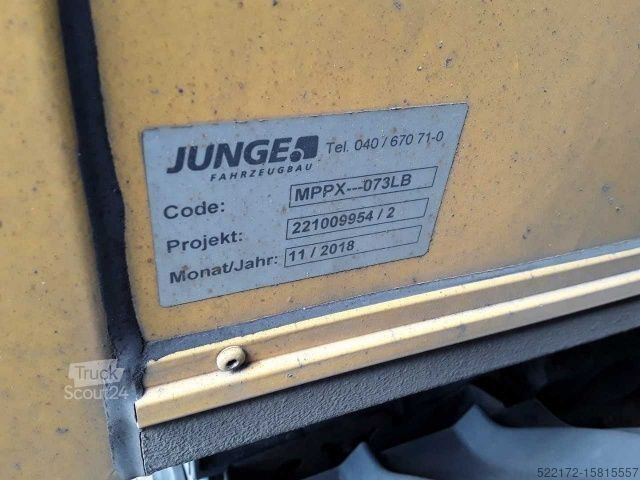 JUNGE Tel. 040 / 670 71-0
FAHRZEUGBAU
Code: MPPX---073LB
Projekt: 221009954 / 2
Monat/Jahr: 11 / 2018
Truck
Scout24
522172-15815557